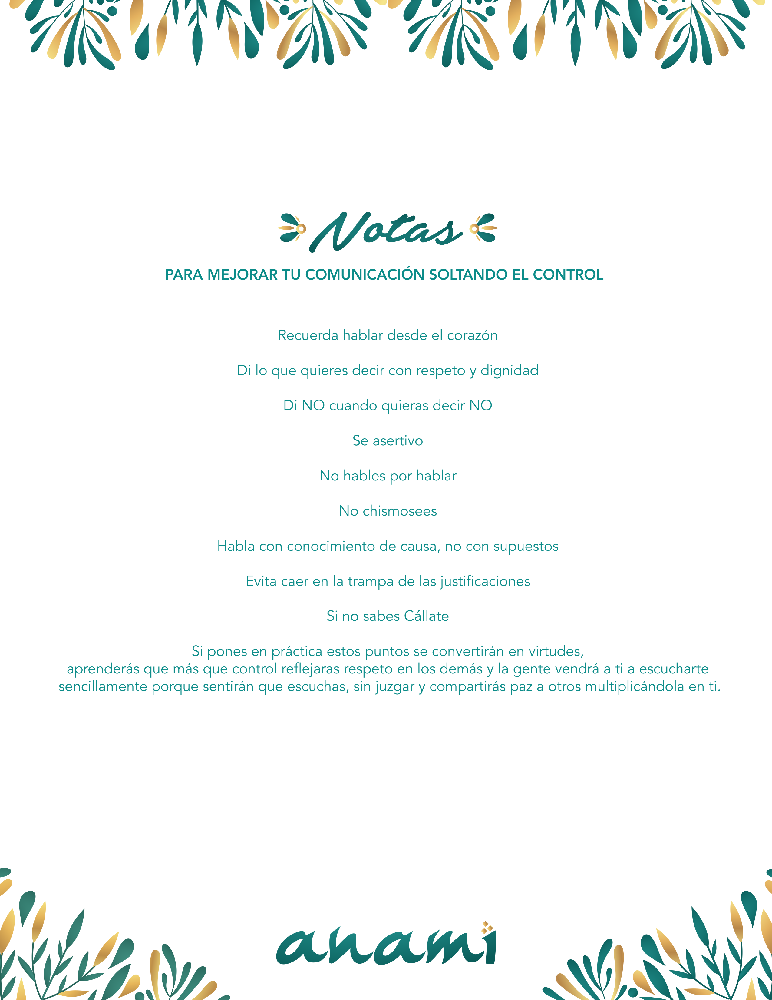 Notas
PARA MEJORAR TU COMUNICACIÓN SOLTANDO EL CONTROL
Recuerda hablar desde el corazón
Di lo que quieres decir con respeto y dignidad
Di NO cuando quieras decir NO
Se asertivo
No hables por hablar
No chismosees
Habla con conocimiento de causa, no con supuestos
Evita caer en la trampa de las justificaciones
Si no sabes Cállate
Si pones en práctica estos puntos se convertirán en virtudes,
aprenderás que más que control reflejaras respeto en los demás y la gente vendrá a ti a escucharte
sencillamente porque sentirán que escuchas, sin juzgar y compartirás paz a otros multiplicándola en ti.
anami